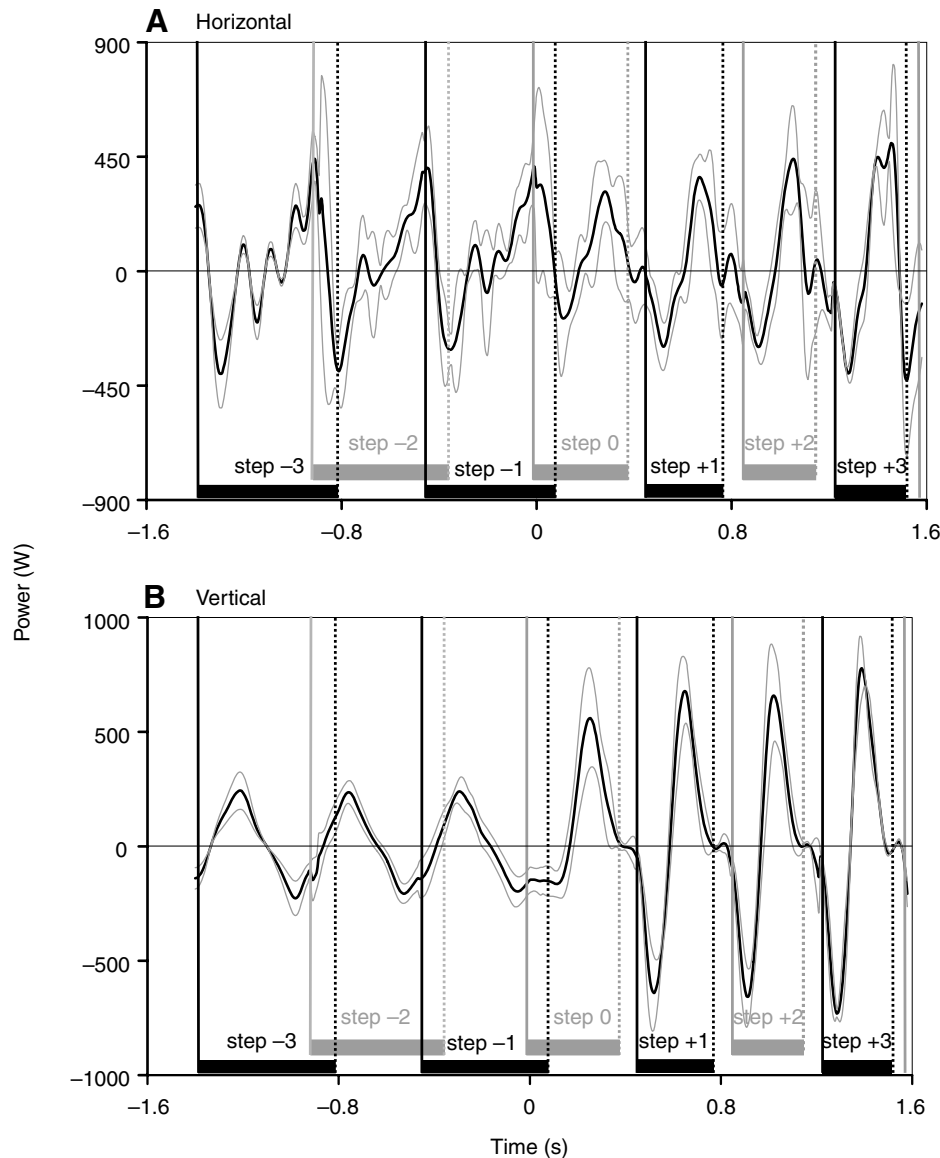 A Horizontal
900
450
0
−450
−900
step −3
step −2
step −1
step 0
step +1
step +2
step +3
−1.6 −0.8 0 0.8 1.6
Power (W)
B Vertical
1000
500
0
−500
−1000
step −3
step −2
step −1
step 0
step +1
step +2
step +3
−1.6 −0.8 0 0.8 1.6
Time (s)